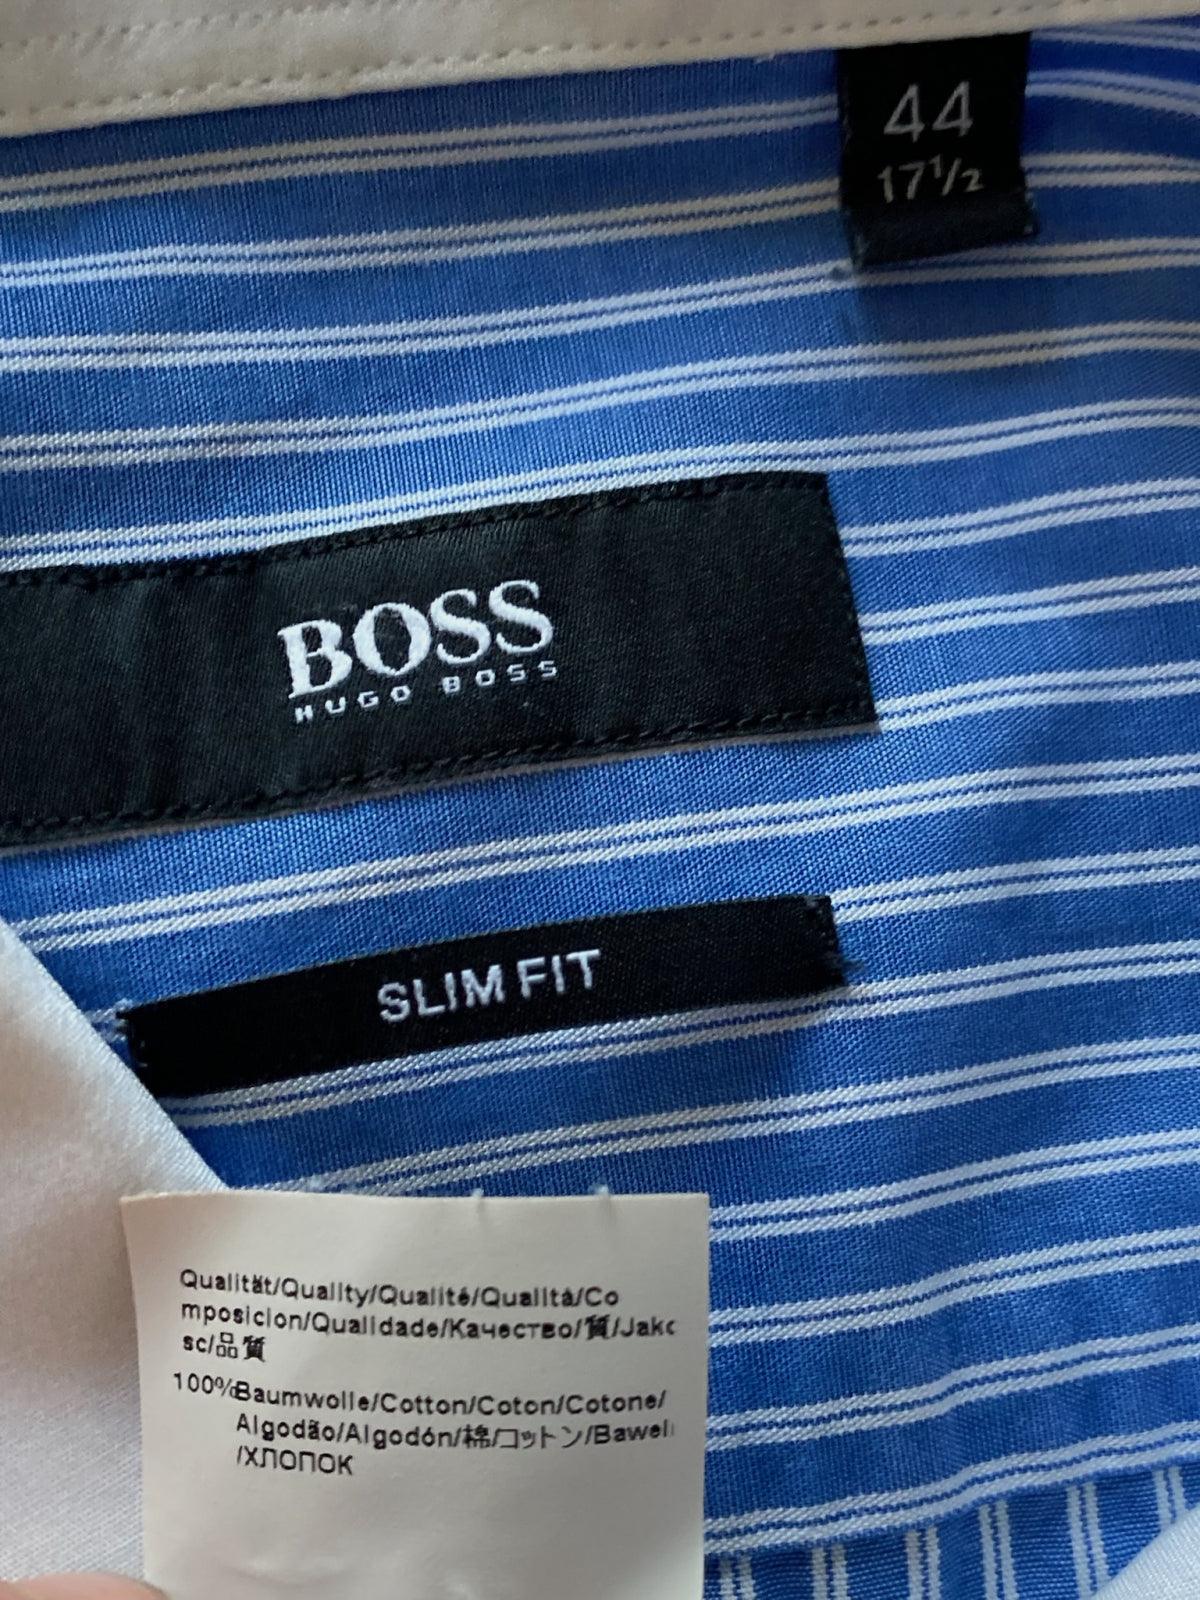 44
17½
BOSS
HUGO BOSS
SLIM FIT
Qualität/Quality/Qualité/Qualità/Co
mposicion/Qualidade/Качество/質/Jakc
sc/品質
100%Baumwolle/Cotton/Coton/Cotone/
Algodão/Algodón/棉/コットン/Bawel
/ХЛОПОК